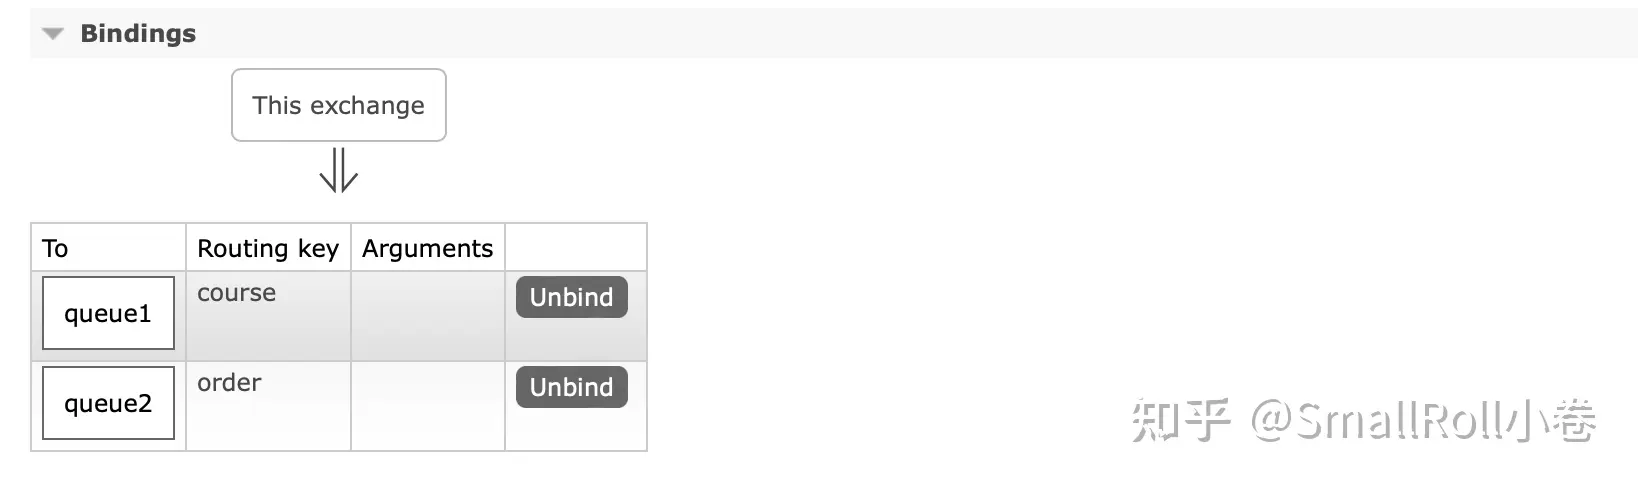 Bindings
This exchange
To Routing key Arguments
queue1 course Unbind
queue2 order Unbind
知乎 @SmallRoll小卷